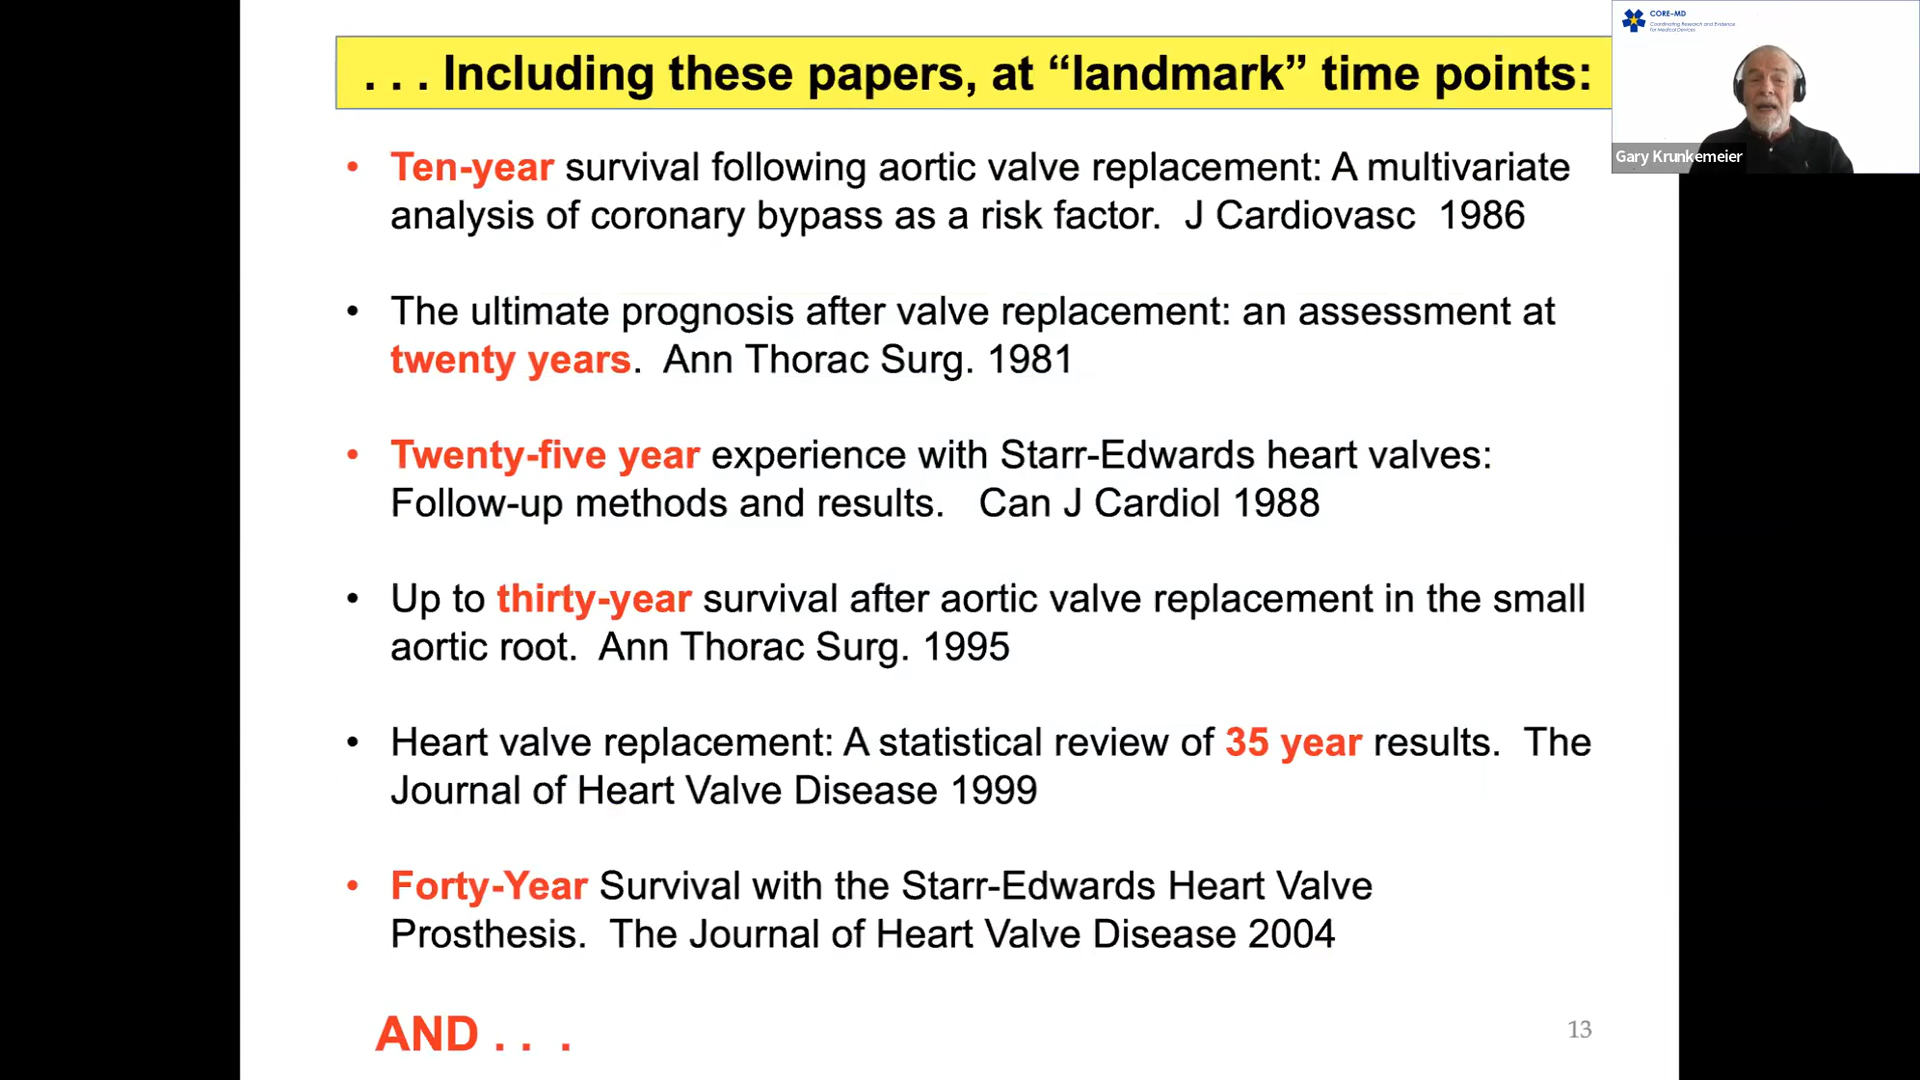 . . . Including these papers, at “landmark” time points:
• Ten-year survival following aortic valve replacement: A multivariate
analysis of coronary bypass as a risk factor. J Cardiovasc 1986
• The ultimate prognosis after valve replacement: an assessment at
twenty years. Ann Thorac Surg. 1981
• Twenty-five year experience with Starr-Edwards heart valves:
Follow-up methods and results. Can J Cardiol 1988
• Up to thirty-year survival after aortic valve replacement in the small
aortic root. Ann Thorac Surg. 1995
• Heart valve replacement: A statistical review of 35 year results. The
Journal of Heart Valve Disease 1999
• Forty-Year Survival with the Starr-Edwards Heart Valve
Prosthesis. The Journal of Heart Valve Disease 2004
AND . . .
13
CORE-MD
Coordinating Research and Evidence
for Medical Devices
Gary Krunkemeier